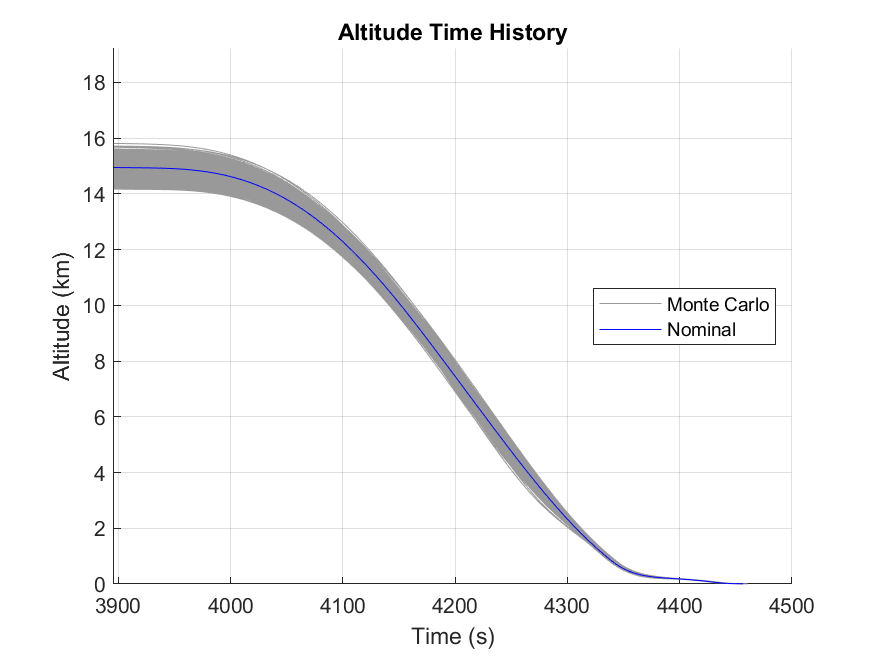 Altitude Time History
Altitude (km)
18
16
14
12
10
8
6
4
2
0
Monte Carlo
Nominal
3900 4000 4100 4200 4300 4400 4500
Time (s)